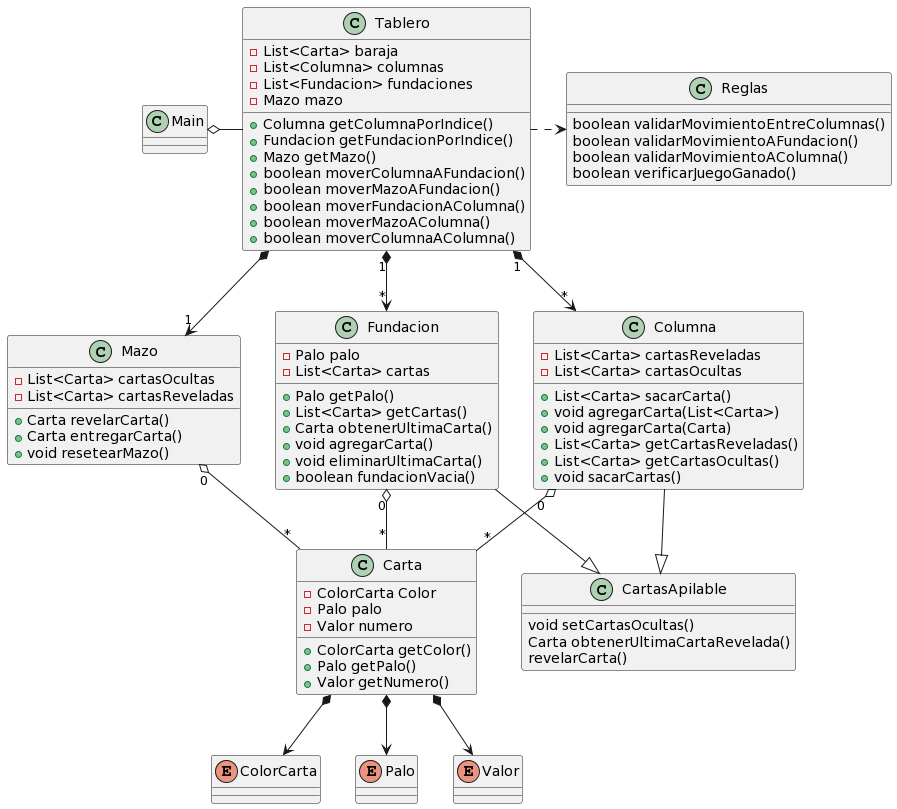 C Tablero
List<Carta> baraja
List<Columna> columnas
List<Fundacion> fundaciones
Mazo mazo
Columna getColumnaPorIndice()
Fundacion getFundacionPorIndice()
Mazo getMazo()
boolean moverColumnaAFundacion()
boolean moverMazoAFundacion()
boolean moverFundacionAColumna()
boolean moverMazoAColumna()
boolean moverColumnaAColumna()
C Main
C Reglas
boolean validarMovimientoEntreColumnas()
boolean validarMovimientoAFundacion()
boolean validarMovimientoAColumna()
boolean verificarJuegoGanado()
1
1
1
*
*
C Mazo
List<Carta> cartasOcultas
List<Carta> cartasReveladas
Carta revelarCarta()
Carta entregarCarta()
void resetearMazo()
C Fundacion
Palo palo
List<Carta> cartas
Palo getPalo()
List<Carta> getCartas()
Carta obtenerUltimaCarta()
void agregarCarta()
void eliminarUltimaCarta()
boolean fundacionVacia()
C Columna
List<Carta> cartasReveladas
List<Carta> cartasOcultas
List<Carta> sacarCarta()
void agregarCarta(List<Carta>)
void agregarCarta(Carta)
List<Carta> getCartasReveladas()
List<Carta> getCartasOcultas()
void sacarCartas()
0
0
0
*
*
*
C Carta
ColorCarta Color
Palo palo
Valor numero
ColorCarta getColor()
Palo getPalo()
Valor getNumero()
C CartasApilable
void setCartasOcultas()
Carta obtenerUltimaCartaRevelada()
revelarCarta()
E ColorCarta
E Palo
E Valor